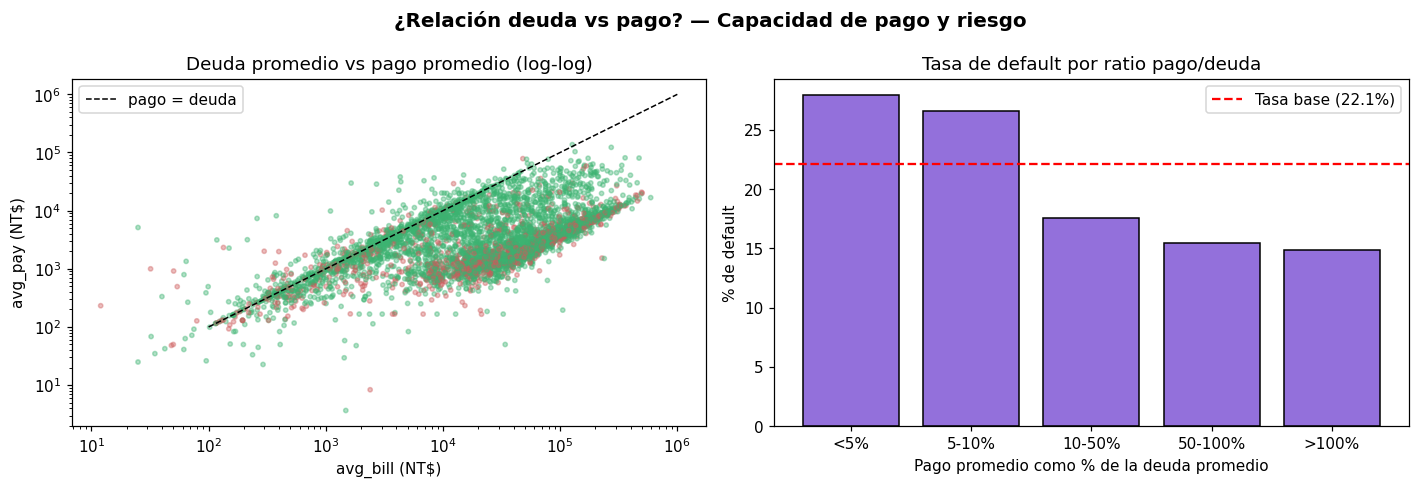 ¿Relación deuda vs pago? — Capacidad de pago y riesgo
Deuda promedio vs pago promedio (log-log)
pago = deuda
avg_pay (NT$)
10⁶
10⁵
10⁴
10³
10²
10¹
10¹ 10² 10³ 10⁴ 10⁵ 10⁶
avg_bill (NT$)
Tasa de default por ratio pago/deuda
Tasa base (22.1%)
% de default
25
20
15
10
5
0
<5% 5-10% 10-50% 50-100% >100%
Pago promedio como % de la deuda promedio